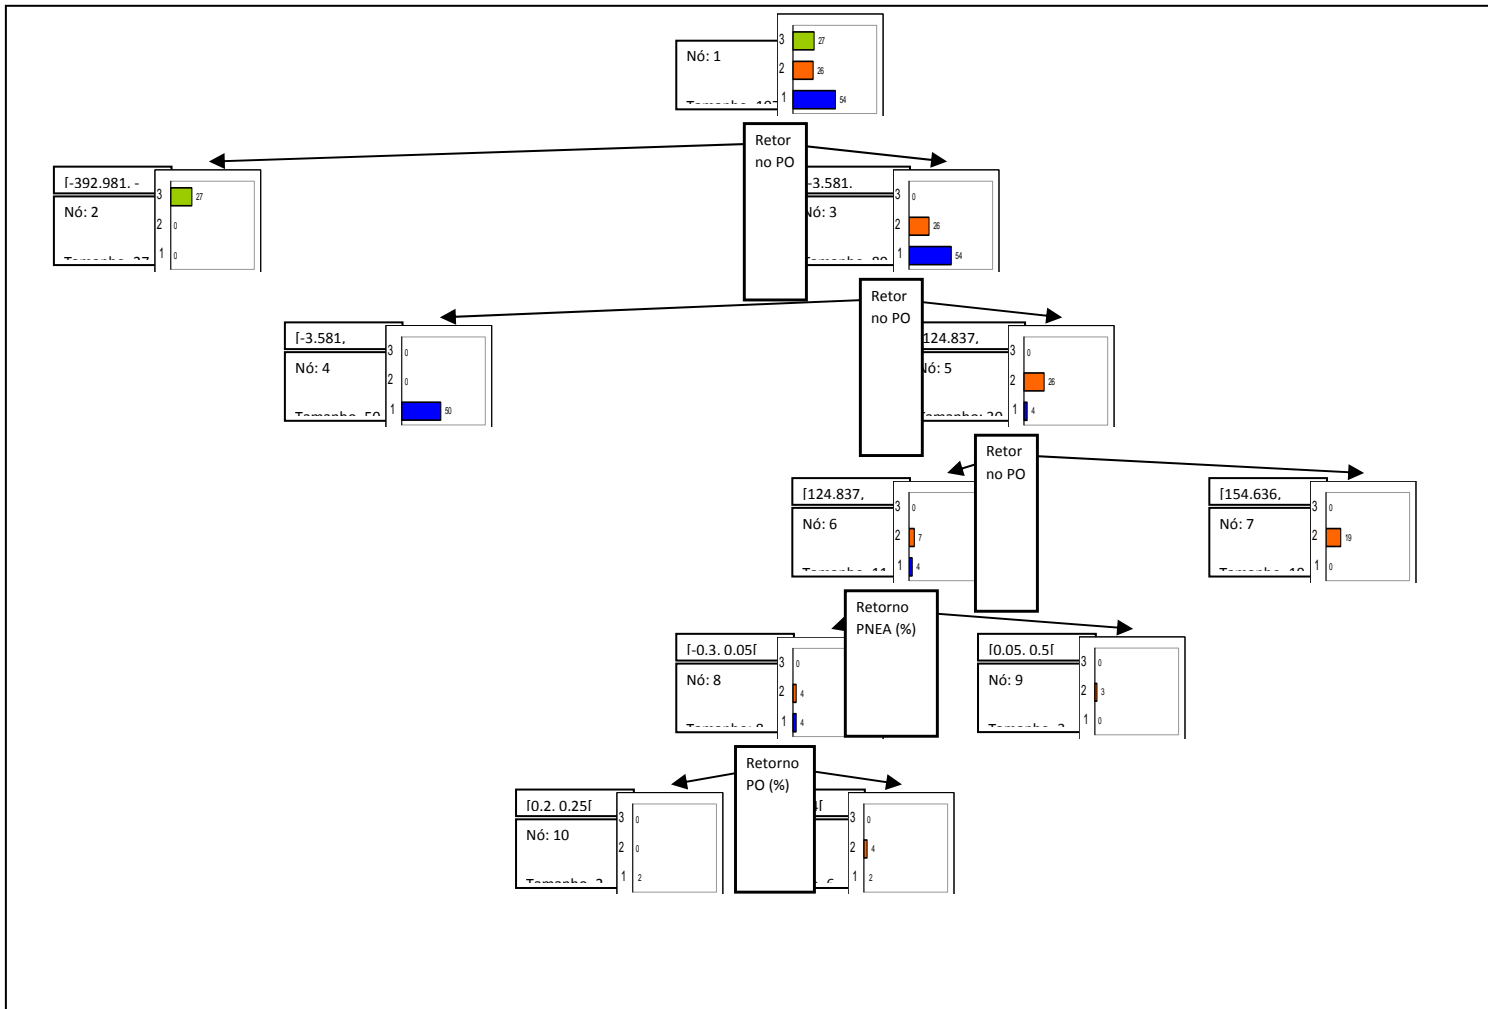 Nó: 1
3 27
2 26
1 54
Retor
no PO
[-392.981, -
Nó: 2
3 27
2 0
1 0
-3.581,
Nó: 3
3 0
2 26
1 54
Retor
no PO
[-3.581,
Nó: 4
3 0
2 0
1 50
124.837,
Nó: 5
3 0
2 26
1 4
Retor
no PO
[124.837,
Nó: 6
3 0
2 7
1 4
[154.636,
Nó: 7
3 0
2 19
1 0
Retorno
PNEA (%)
[-0.3, 0.05[
Nó: 8
3 0
2 4
1 4
[0.05, 0.5[
Nó: 9
3 0
2 3
1 0
Retorno
PO (%)
[0.2, 0.25[
Nó: 10
3 0
2 0
1 2
3 0
2 4
1 2